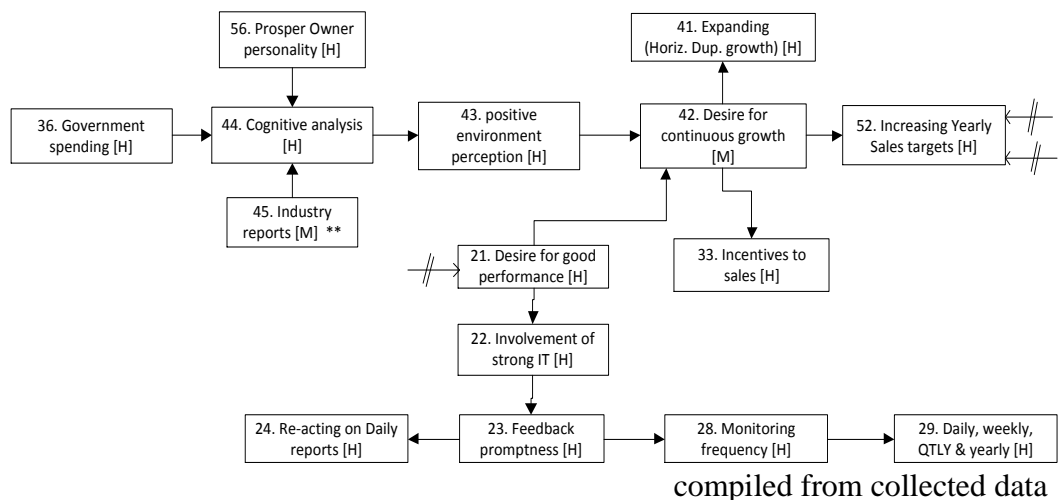 56. Prosper Owner
personality [H]
41. Expanding
(Horiz. Dup. growth) [H]
36. Government
spending [H]
44. Cognitive analysis
[H]
43. positive
environment
perception [H]
42. Desire for
continuous growth
[M]
52. Increasing Yearly
Sales targets [H]
45. Industry
reports [M] **
21. Desire for good
performance [H]
33. Incentives to
sales [H]
22. Involvement of
strong IT [H]
24. Re-acting on Daily
reports [H]
23. Feedback
promptness [H]
28. Monitoring
frequency [H]
29. Daily, weekly,
QTLY & yearly [H]
compiled from collected data